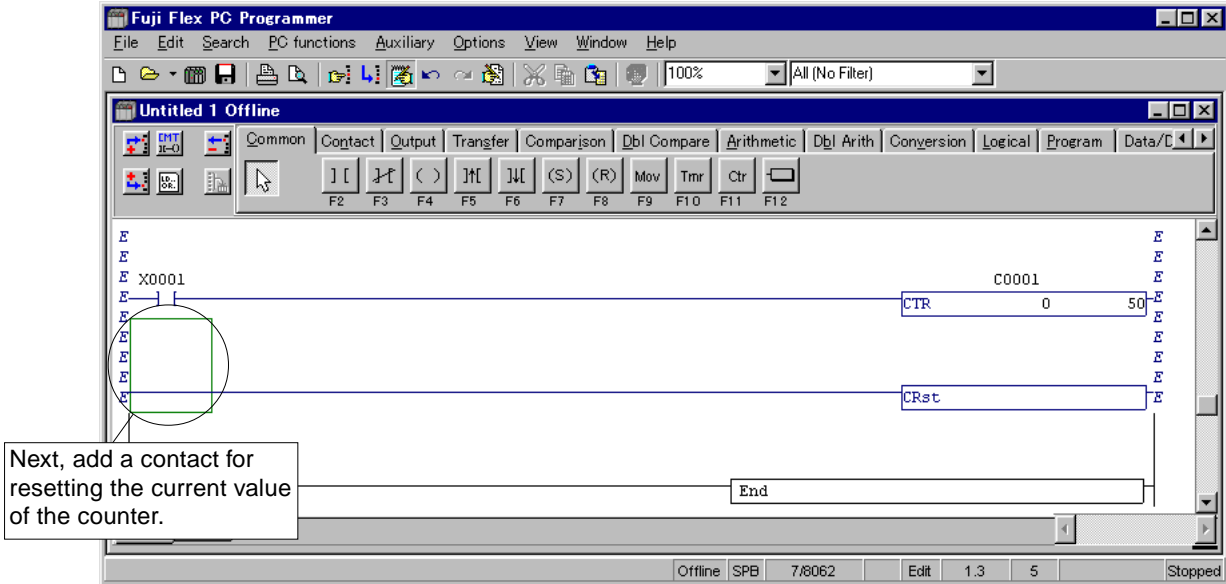 Fuji Flex PC Programmer
File Edit Search PC functions Auxiliary Options View Window Help
100% All (No Filter)
Untitled 1 Offline
CMT Common Contact Output Transfer Comparison Dbl Compare Arithmetic Dbl Arith Conversion Logical Program Data/D
LD..
OR.. ] [ ( ) ]↑[ ]↓[ (S) (R) Mov Tmr Ctr
F2 F3 F4 F5 F6 F7 F8 F9 F10 F11 F12
E E
E E
E X0001 C0001 E
E CTR 0 50 E
E E
E E
E E
E E
E CRst E
Next, add a contact for
resetting the current value
of the counter.
End
Offline SPB 7/8062 Edit 1.3 5 Stopped